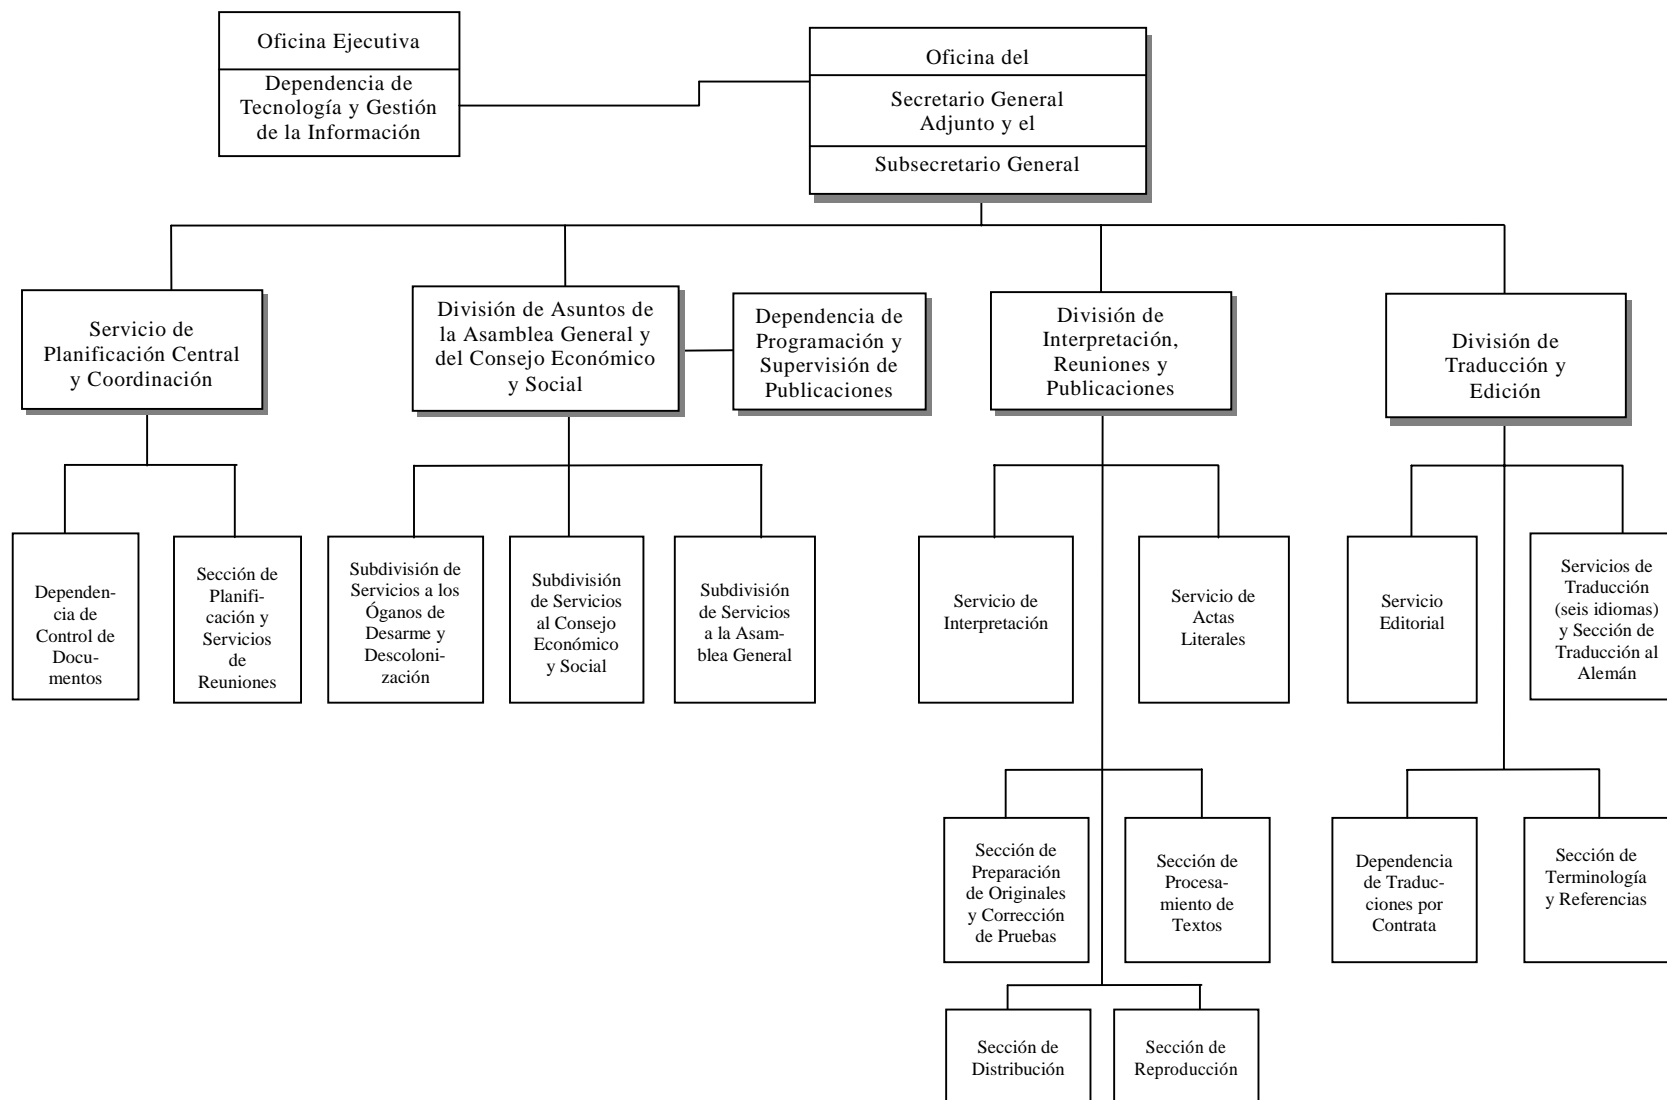 Oficina Ejecutiva
Dependencia de
Tecnología y Gestión
de la Información
Oficina del
Secretario General
Adjunto y el
Subsecretario General
Servicio de
Planificación Central
y Coordinación
División de Asuntos de
la Asamblea General y
del Consejo Económico
y Social
Dependencia de
Programación y
Supervisión de
Publicaciones
División de
Interpretación,
Reuniones y
Publicaciones
División de
Traducción y
Edición
Dependen-
cia de
Control de
Docu-
mentos
Sección de
Planifi-
cación y
Servicios
de
Reuniones
Subdivisión de
Servicios a los
Órganos de
Desarme y
Descoloni-
zación
Subdivisión
de Servicios
al Consejo
Económico
y Social
Subdivisión
de Servicios
a la Asam-
blea General
Servicio de
Interpretación
Servicio de
Actas
Literales
Servicio
Editorial
Servicios de
Traducción
(seis idiomas)
y Sección de
Traducción al
Alemán
Sección de
Preparación
de Originales
y Corrección
de Pruebas
Sección de
Procesa-
miento de
Textos
Dependencia
de Traduc-
ciones por
Contrata
Sección de
Terminología
y Referencias
Sección de
Distribución
Sección de
Reproducción